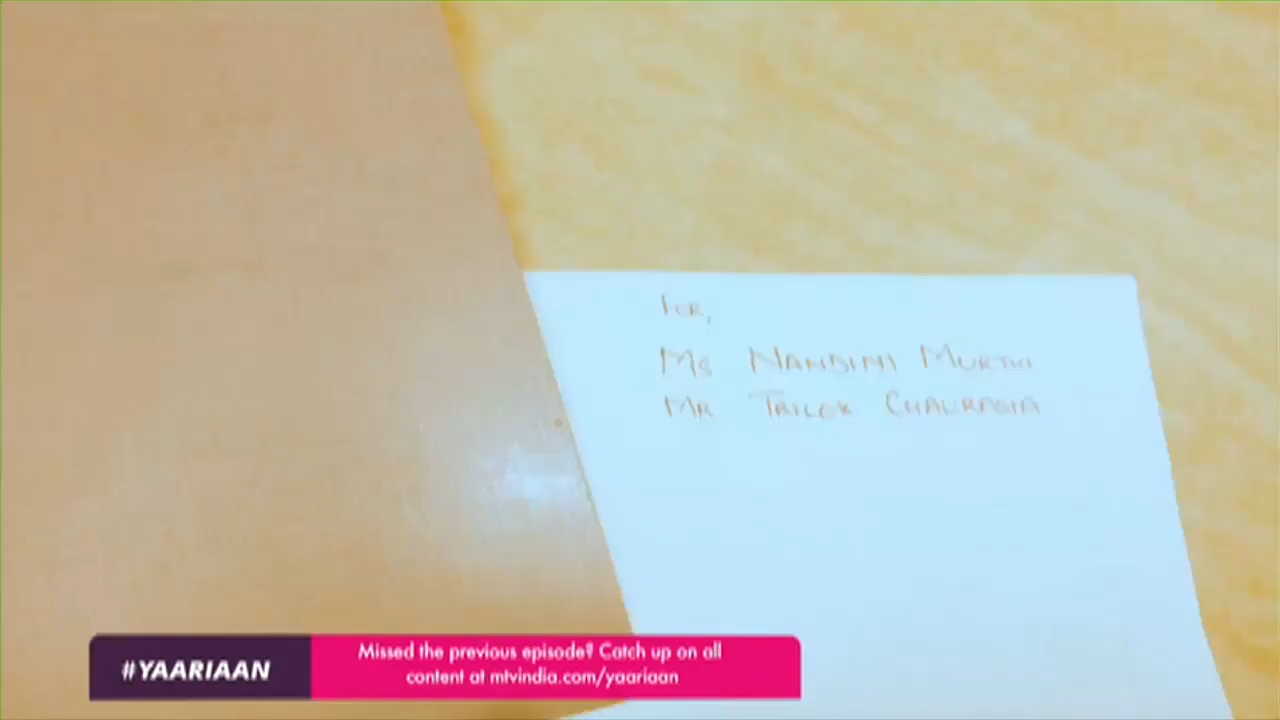 FOR,
MS NANDINI MURTHI
MR TRILOK CHAURASIA
#YAARIAAN
Missed the previous episode? Catch up on all
content at mtvindia.com/yaariaan